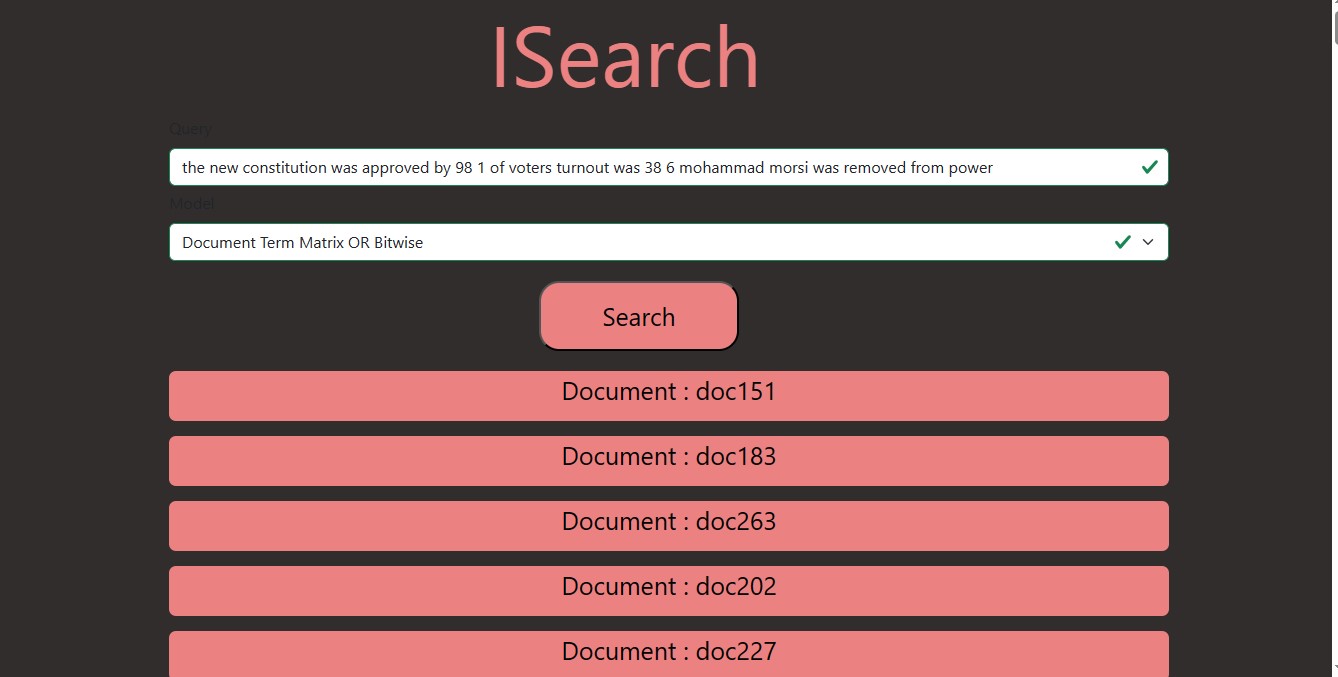 ISearch
Query
the new constitution was approved by 98 1 of voters turnout was 38 6 mohammad morsi was removed from power
Model
Document Term Matrix OR Bitwise
Search
Document : doc151
Document : doc183
Document : doc263
Document : doc202
Document : doc227